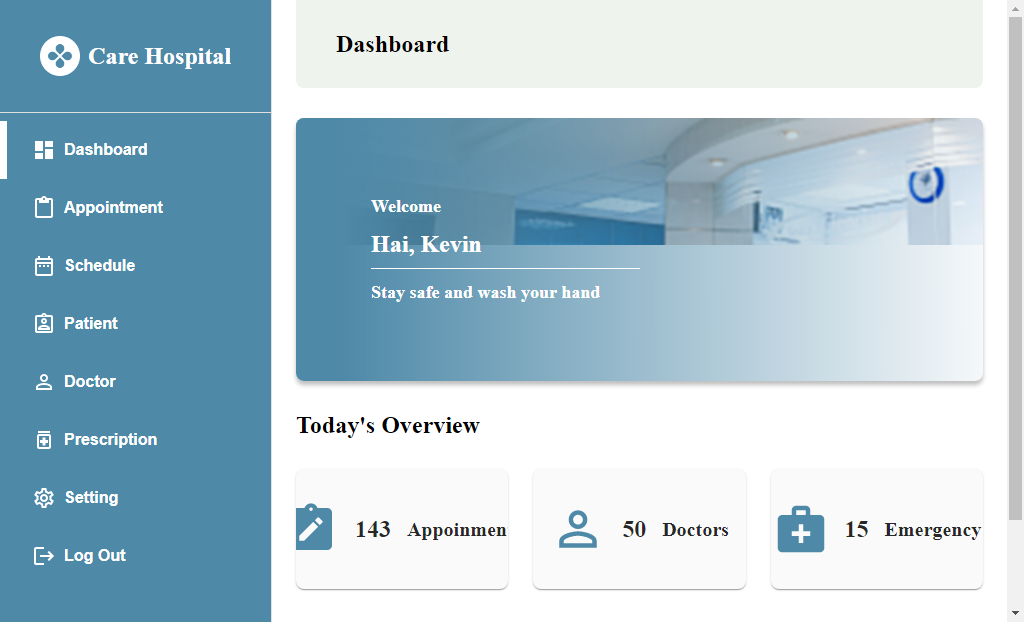 Care Hospital
Dashboard
Appointment
Schedule
Patient
Doctor
Prescription
Setting
Log Out
Dashboard
Welcome
Hai, Kevin
Stay safe and wash your hand
Today's Overview
143 Appoinmen
50 Doctors
15 Emergency